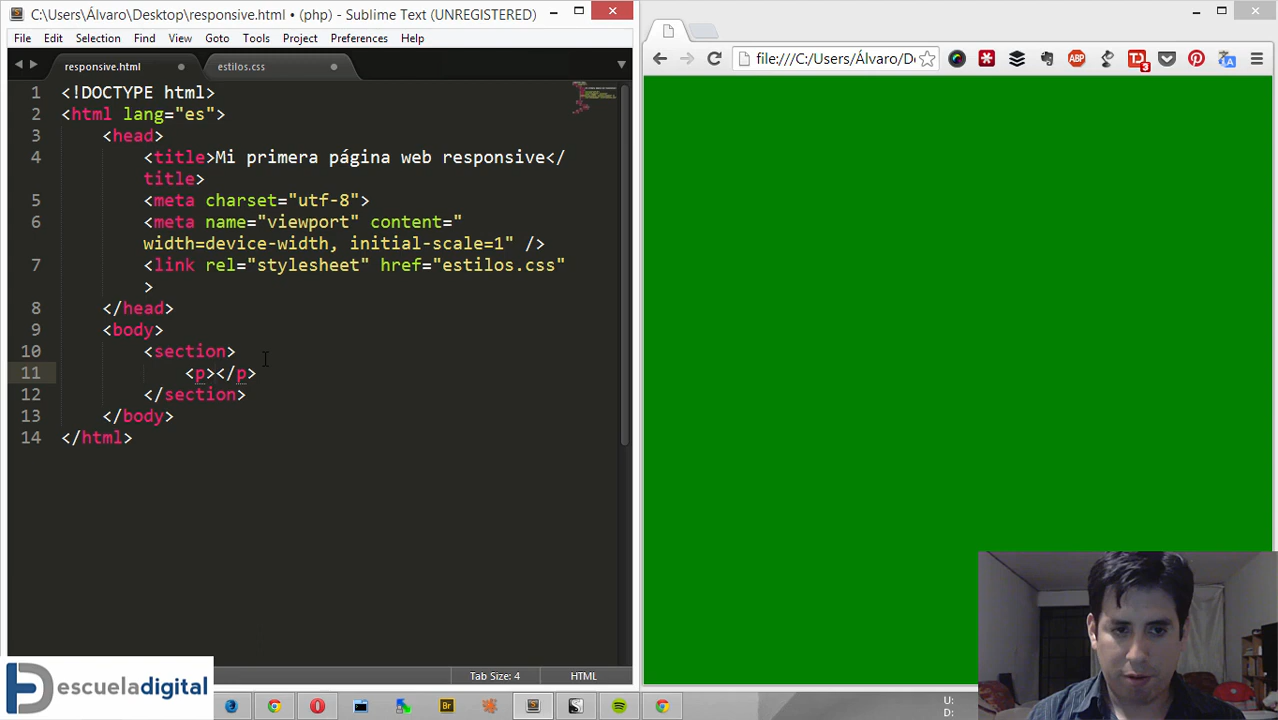 C:\Users\Álvaro\Desktop\responsive.html • (php) - Sublime Text (UNREGISTERED)
File Edit Selection Find View Goto Tools Project Preferences Help
responsive.html estilos.css
file:///C:/Users/Álvaro/De
3
1 <!DOCTYPE html>
2 <html lang="es">
3 <head>
4 <title>Mi primera página web responsive</
title>
5 <meta charset="utf-8">
6 <meta name="viewport" content="
width=device-width, initial-scale=1" />
7 <link rel="stylesheet" href="estilos.css"
>
8 </head>
9 <body>
10 <section>
11 <p></p>
12 </section>
13 </body>
14 </html>
Tab Size: 4 HTML
escueladigital
Br
U:
D: